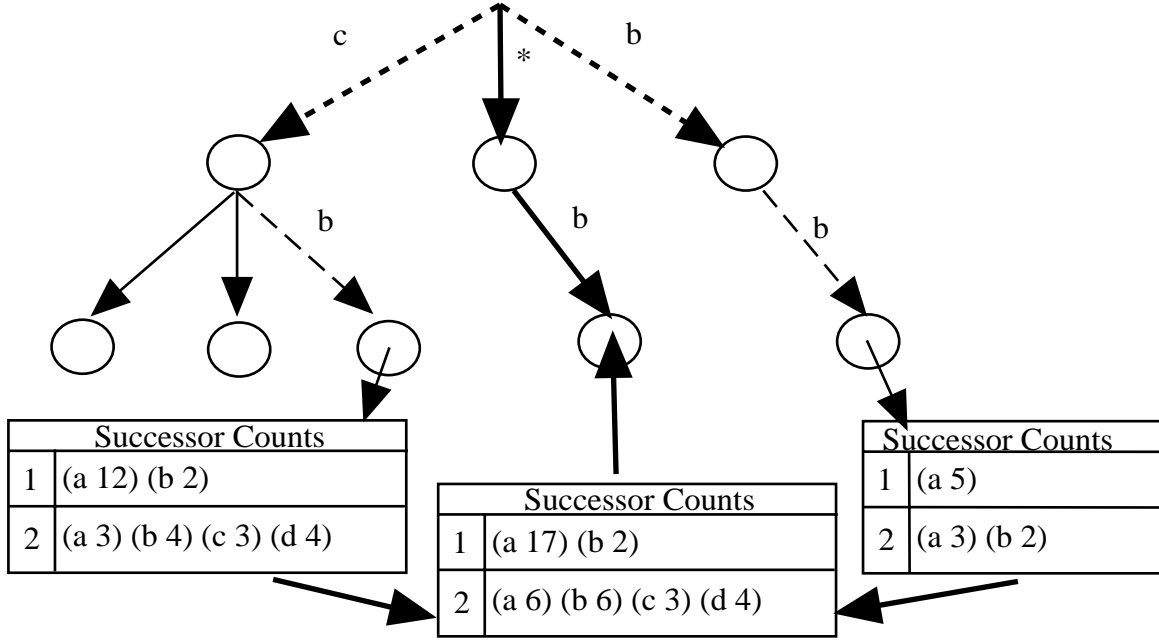 c
*
b
b
b
b
Successor Counts
1 (a 12) (b 2)
2 (a 3) (b 4) (c 3) (d 4)
Successor Counts
1 (a 17) (b 2)
2 (a 6) (b 6) (c 3) (d 4)
Successor Counts
1 (a 5)
2 (a 3) (b 2)